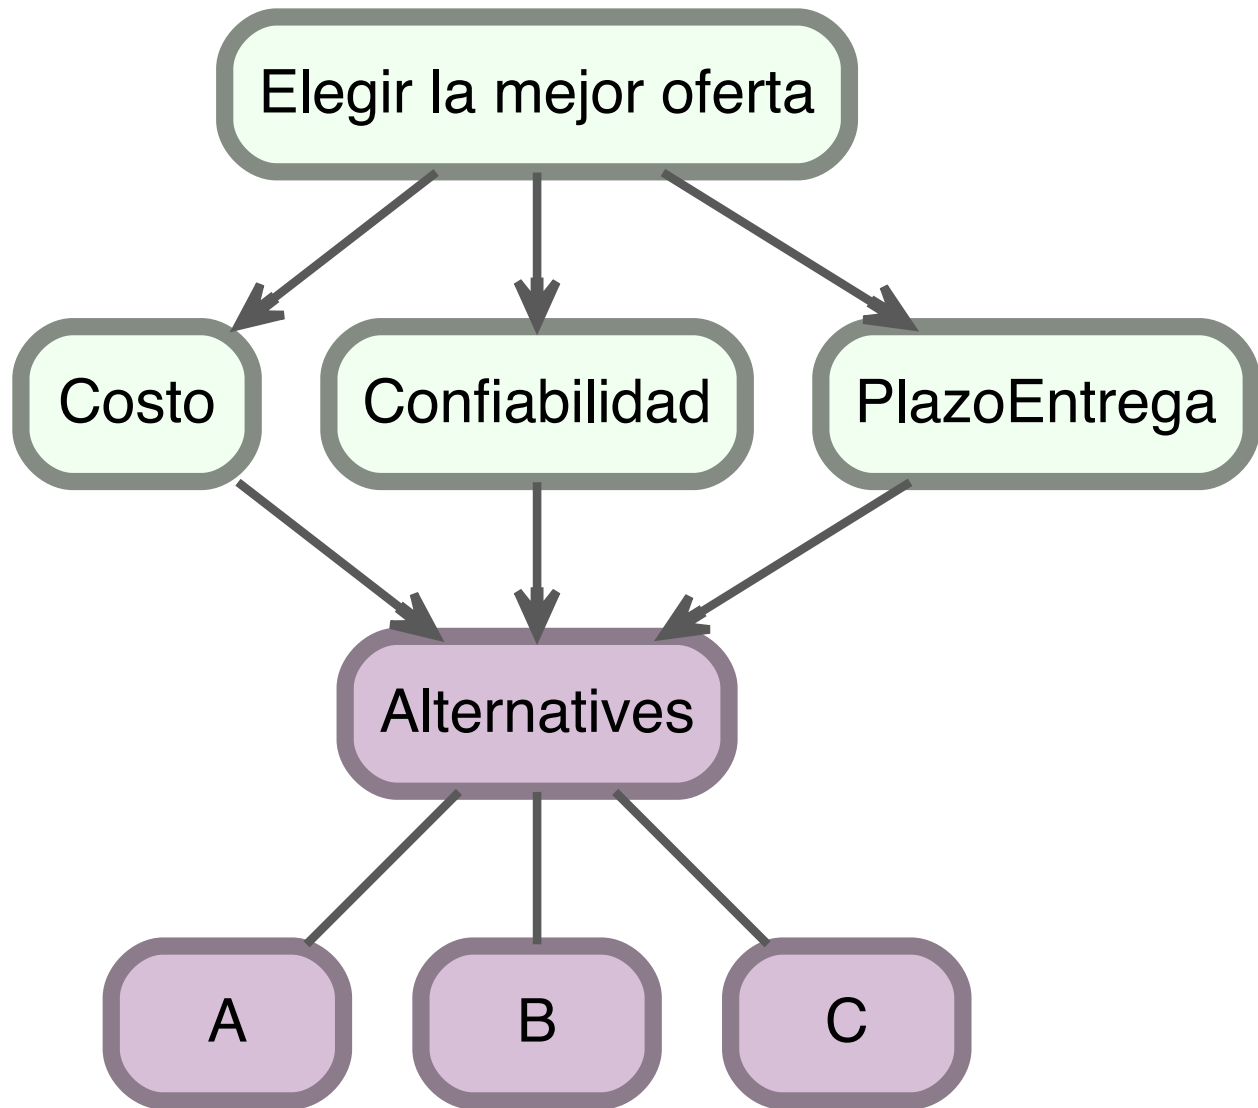 Elegir la mejor oferta
Costo
Confiabilidad
PlazoEntrega
Alternatives
A
B
C